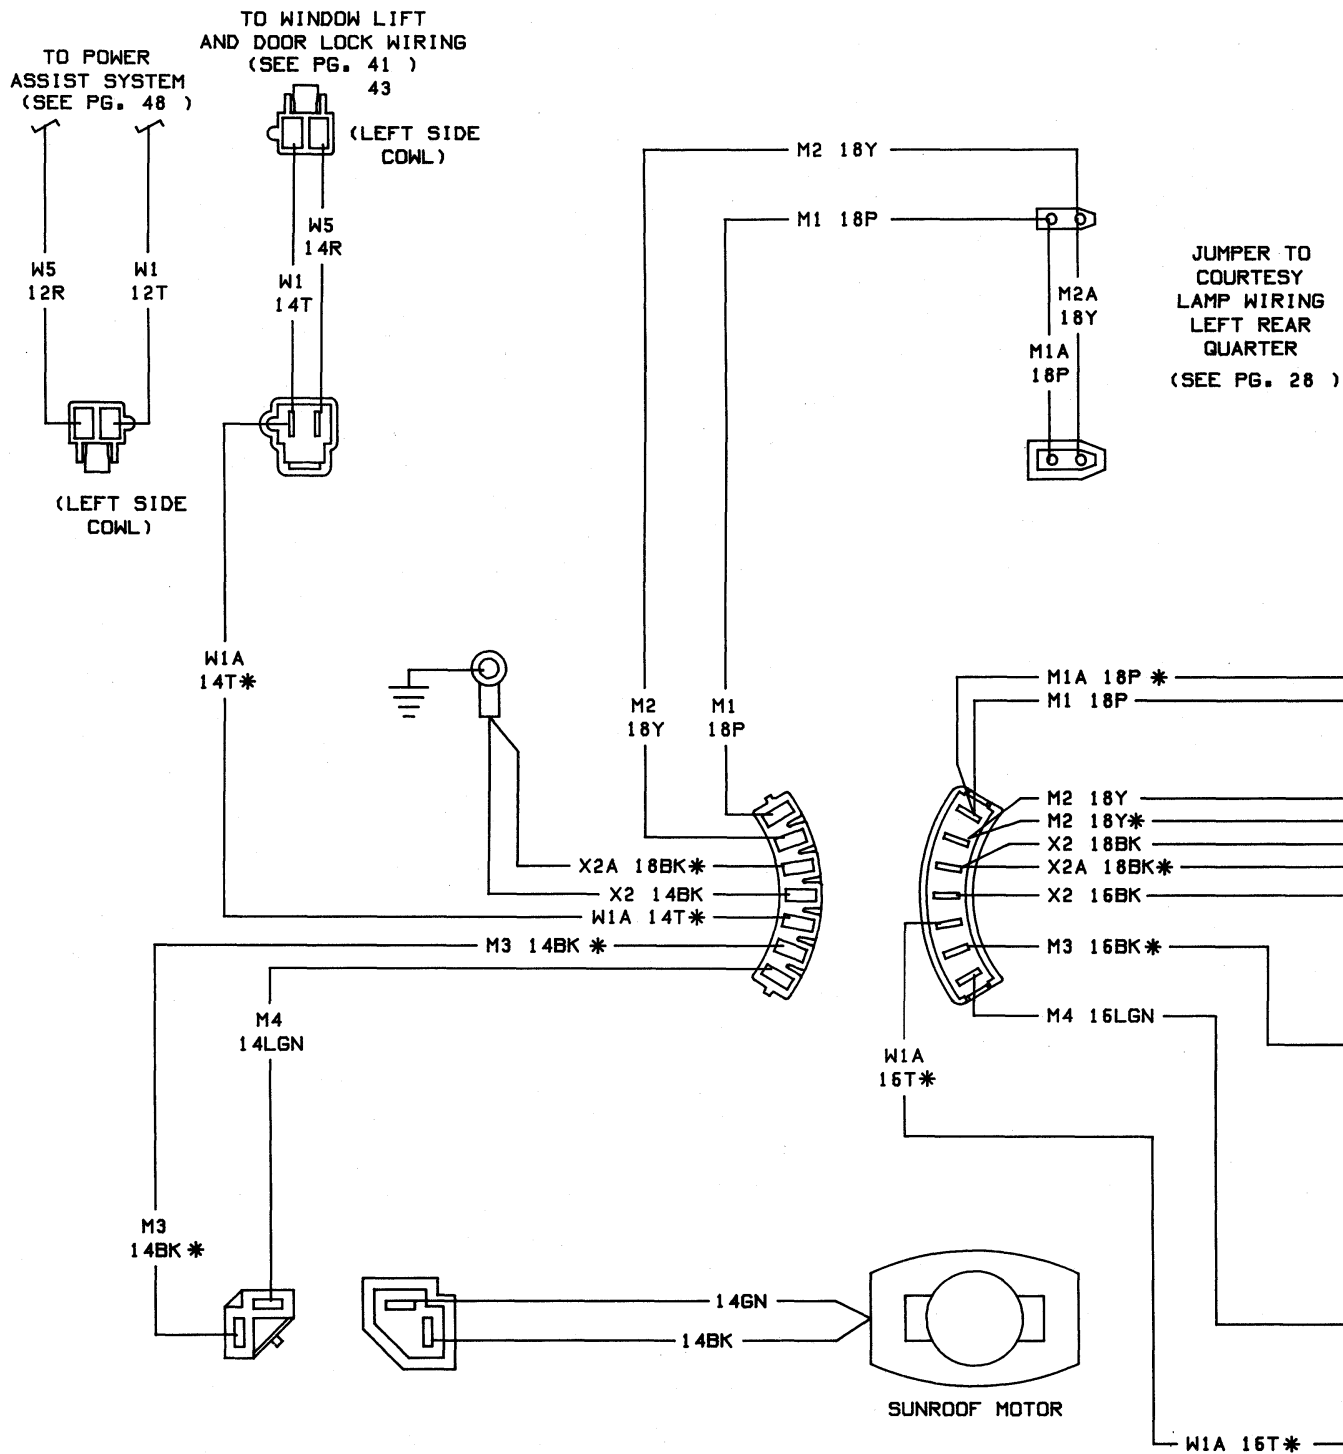 TO WINDOW LIFT
AND DOOR LOCK WIRING
(SEE PG. 41 )
43
TO POWER
ASSIST SYSTEM
(SEE PG. 48 )
(LEFT SIDE
COWL)
M2 18Y
M1 18P
W5
14R
W5
12R
W1
12T
W1
14T
JUMPER TO
COURTESY
LAMP WIRING
LEFT REAR
QUARTER
(SEE PG. 28 )
M2A
18Y
M1A
18P
(LEFT SIDE
COWL)
W1A
14T*
M2
18Y
M1
18P
M1A 18P *
M1 18P
M2 18Y
M2 18Y*
X2 18BK
X2A 18BK*
X2 16BK
M3 16BK*
M4 16LGN
X2A 18BK*
X2 14BK
W1A 14T*
M3 14BK *
M4
14LGN
W1A
16T*
M3
14BK *
14GN
14BK
SUNROOF MOTOR
W1A 16T*